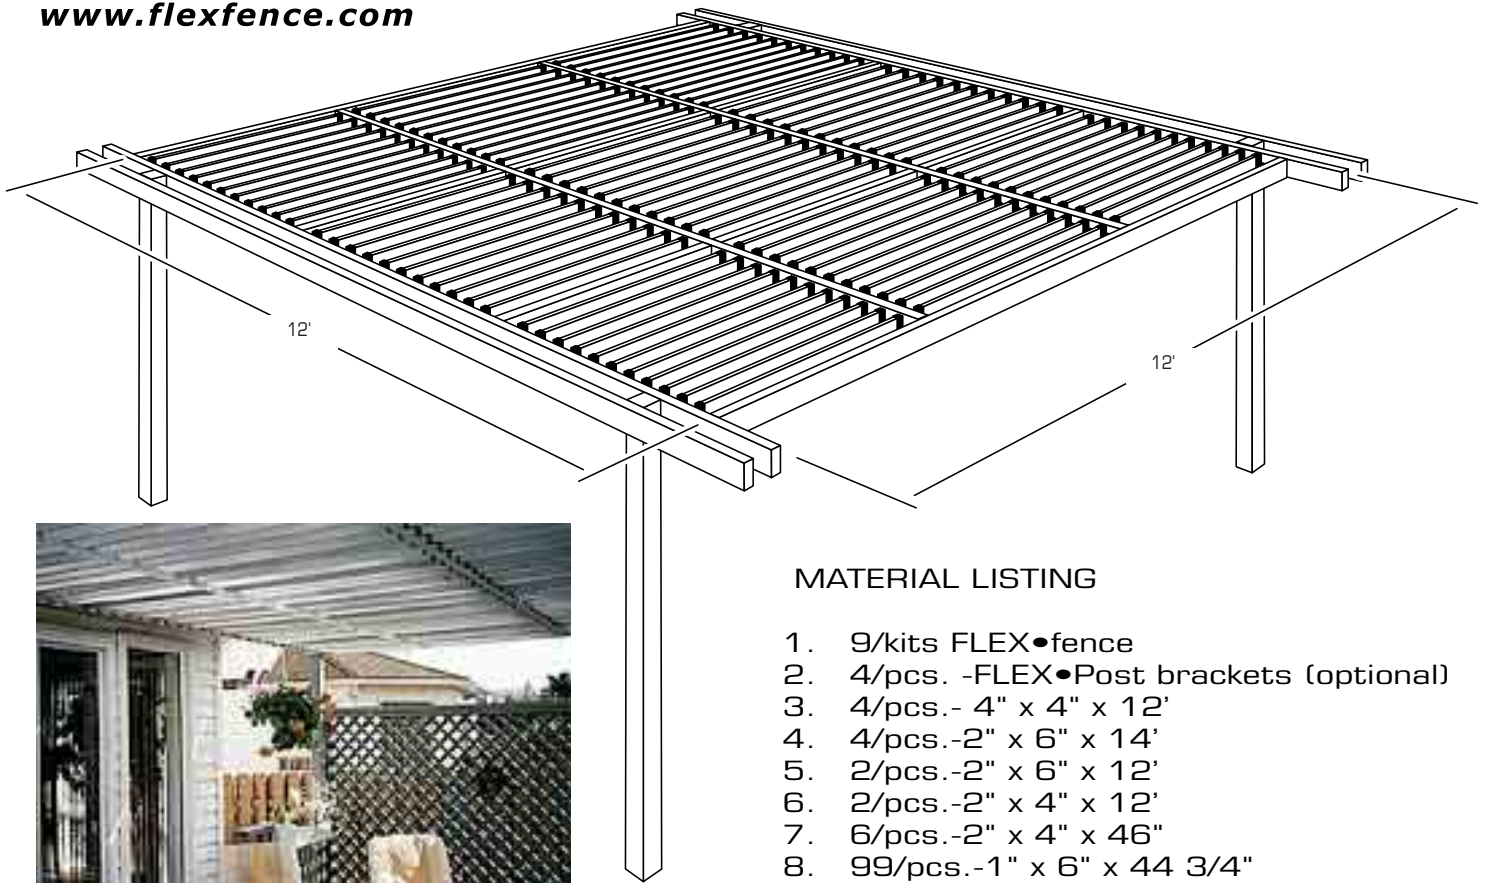 www.flexfence.com
12'
12'
MATERIAL LISTING
1. 9/kits FLEX•fence
2. 4/pcs. -FLEX•Post brackets (optional)
3. 4/pcs.- 4" x 4" x 12’
4. 4/pcs.-2" x 6" x 14’
5. 2/pcs.-2" x 6" x 12’
6. 2/pcs.-2" x 4" x 12’
7. 6/pcs.-2" x 4" x 46"
8. 99/pcs.-1" x 6" x 44 3/4"